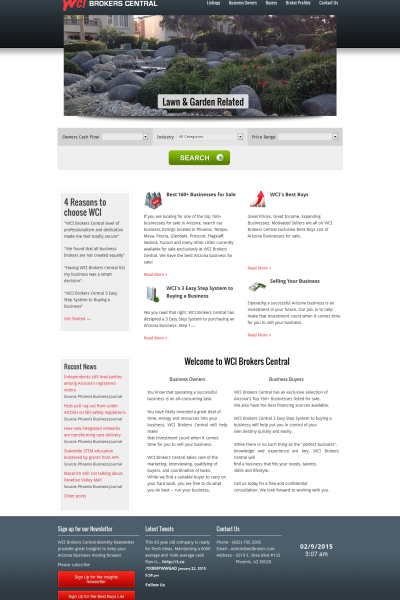 WCI BROKERS CENTRAL
Listings Business Owners Buyers Broker Profiles Contact Us
Lawn & Garden Related
Owners Cash Flow Industry All Categories Price Range
SEARCH
4 Reasons to
choose WCI
"WCI Brokers Central level of
professionalism and dedication
make me feel totally secure"
"We found that all business
brokers are not created equally"
"Having WCI Brokers Central list
my business was a smart
decision".
"WCI Brokers Central 3 Easy
Step System to Buying a
Business"
Get Started —
Best 160+ Businesses for Sale
If you are looking for one of the top 160+
businesses for sale in Arizona, search our
business listings located in Phoenix, Tempe,
Mesa, Peoria, Glendale, Prescott, Flagstaff,
Sedona, Tucson and many other cities currently
available for sale exclusively at WCI Brokers
Central. We have the best Arizona business for
sale!
Read More »
WCI's Best Buys
Great Prices, Great Income, Expanding
Businesses, Motivated Sellers are all on WCI
Brokers Central Exclusive Best Buys List of
Arizona Businesses for sale.
Read More »
WCI's 3 Easy Step System to
Buying a Business
Yes you read that right, WCI Brokers Central has
designed a 3 Easy Step System to purchasing an
Arizona Business. Step 1....
Read More »
Selling Your Business
Operating a successful Arizona business is an
investment in your future. Our job, is to help
make that investment count when it comes time
for you to sell your business.
Read More »
Recent News
Independents still lead parties
among Arizona's registered
voters
Source: Phoenix Business Journal
Feds pull rug out from under
ADOR's oil fall-safety regulations
Source: Phoenix Business Journal
How new integrated networks
are transforming care delivery
Source: Phoenix Business Journal
Statewide STEM education
bolstered by grants from APS
Source: Phoenix Business Journal
Maverick still not talking about
Paradise Valley Mall
Source: Phoenix Business Journal
Older posts
Welcome to WCI Brokers Central
Business Owners
You know that operating a successful
business is an all-consuming task.
You have likely invested a great deal of
time, energy and resources into your
business. WCI Brokers Central will help
make
that investment count when it comes
time for you to sell your business.
WCI Brokers Central takes care of the
marketing, interviewing, qualifying of
buyers, and coordination of tasks.
While we find a suitable buyer to carry on
your hard work, you are free to do what
you do best -- run your business.
Business Buyers
WCI Brokers Central has an exclusive selection of
Arizona's Top 160+ Businesses listed for sale.
We also have the best financing sources available.
WCI Brokers Central 3 Easy Step System to buying a
business will help put you in control of your
own destiny quickly and easily.
While there is no such thing as the "perfect business",
knowledge and experience are key. WCI Brokers
Central will
find a business that fits your needs, talents,
skills and lifestyle.
Call us today for a free and confidential
consultation. We look forward to working with you.
Sign up for our Newsletter
WCI Brokers Central Monthly Newsletter
provides great insights to keep your
Arizona business moving forward.
Please subscribe
Sign Up for the Insights
Newsletter
Sign Up for the Best Buys List
Latest Tweets
This 43 year old company is ready
for fresh ideas. Maintaining a 600K
average and 154K average cash
January 22, 2015
Follow Us
Contact Us
Phone - (602)-795-2085
Email - Admin@wcibroker.com
Phoenix, AZ 85028
02/9/2015
3:07 am